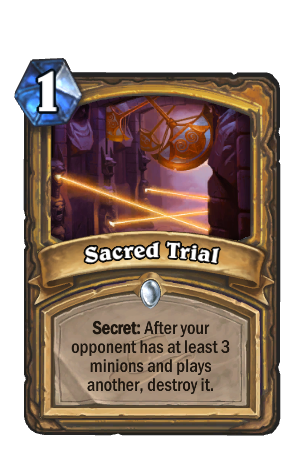 1
Sacred Trial
Secret: After your
opponent has at least 3
minions and plays
another, destroy it.